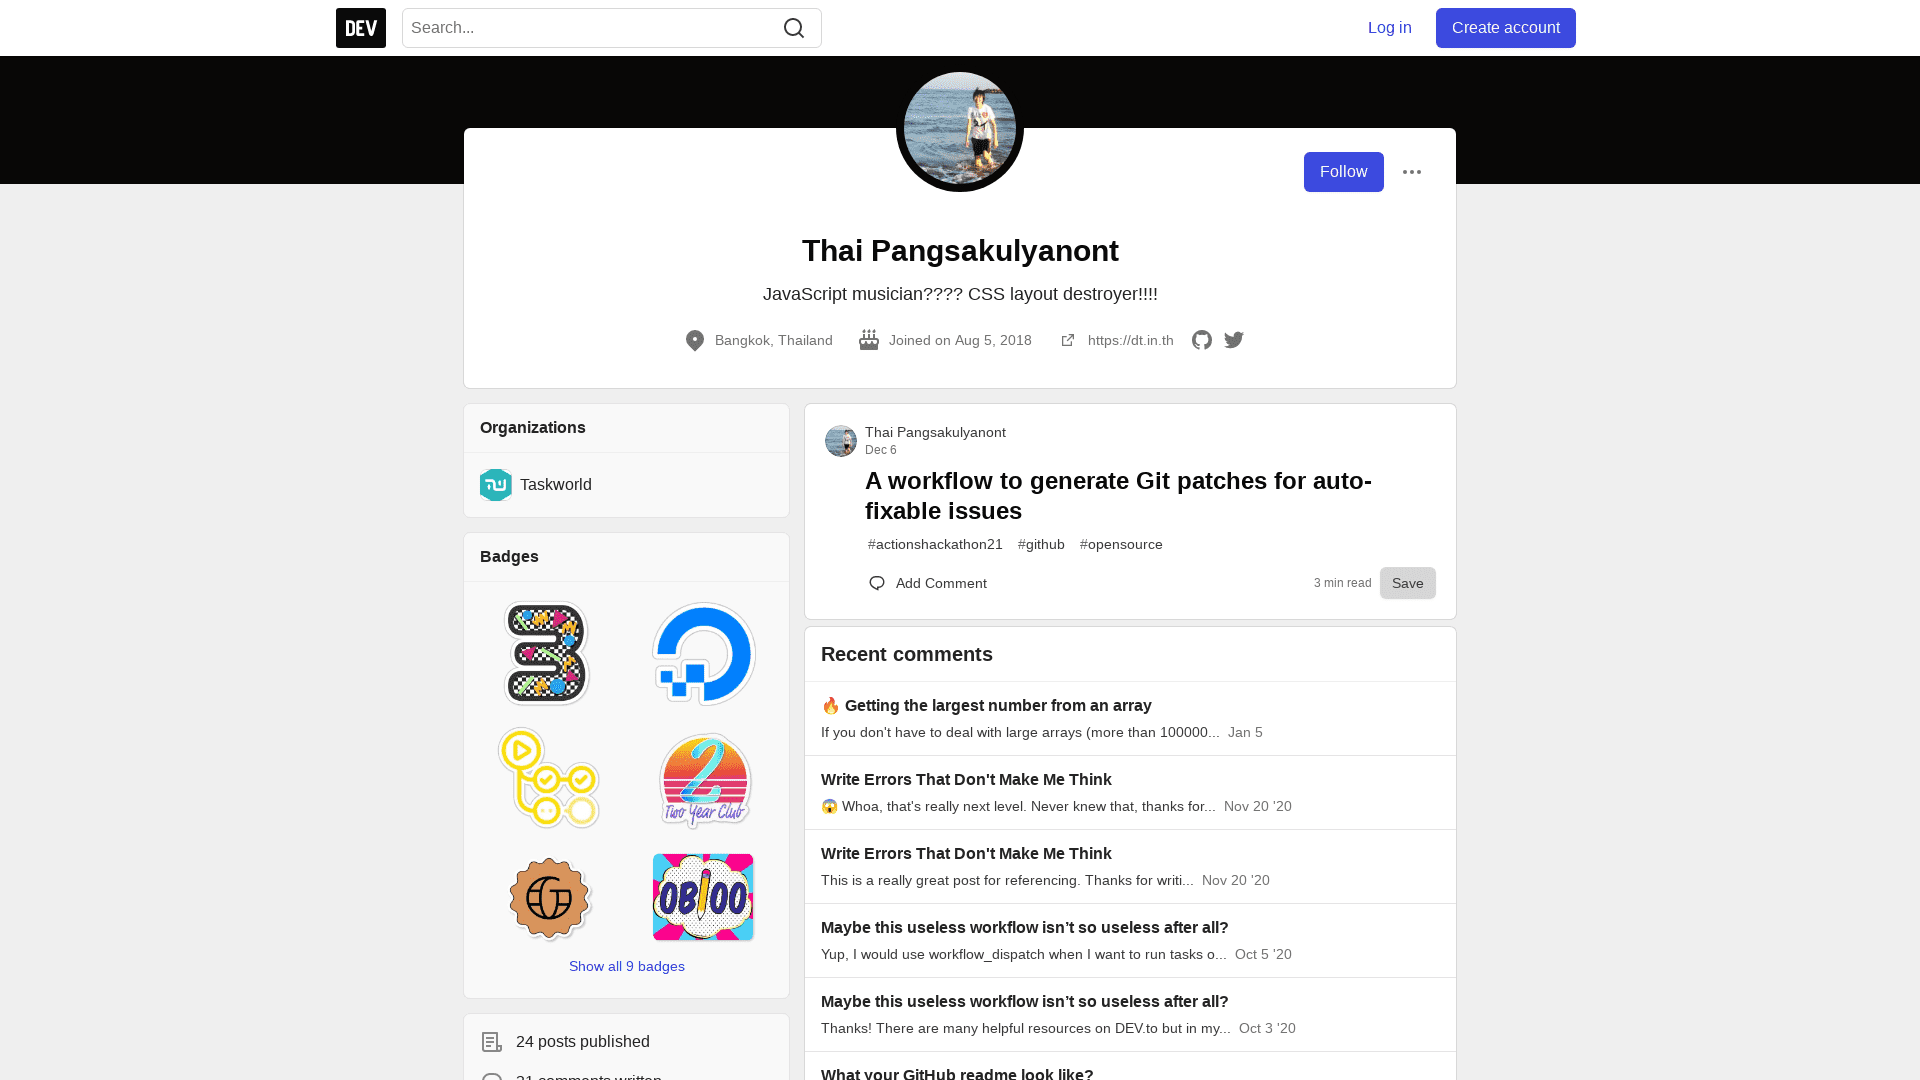 DEV
Search...
Log in
Create account
Follow
Thai Pangsakulyanont
JavaScript musician???? CSS layout destroyer!!!!
Bangkok, Thailand
Joined on Aug 5, 2018
https://dt.in.th
Organizations
Taskworld
Badges
2
Two Year Club
OB100
Show all 9 badges
24 posts published
21 comments written
Thai Pangsakulyanont
Dec 6
A workflow to generate Git patches for auto-
fixable issues
#actionshackathon21 #github #opensource
Add Comment
3 min read
Save
Recent comments
🔥 Getting the largest number from an array
If you don't have to deal with large arrays (more than 100000... Jan 5
Write Errors That Don't Make Me Think
😱 Whoa, that's really next level. Never knew that, thanks for... Nov 20 '20
Write Errors That Don't Make Me Think
This is a really great post for referencing. Thanks for writi... Nov 20 '20
Maybe this useless workflow isn’t so useless after all?
Yup, I would use workflow_dispatch when I want to run tasks o... Oct 5 '20
Maybe this useless workflow isn’t so useless after all?
Thanks! There are many helpful resources on DEV.to but in my... Oct 3 '20
What your GitHub readme look like?